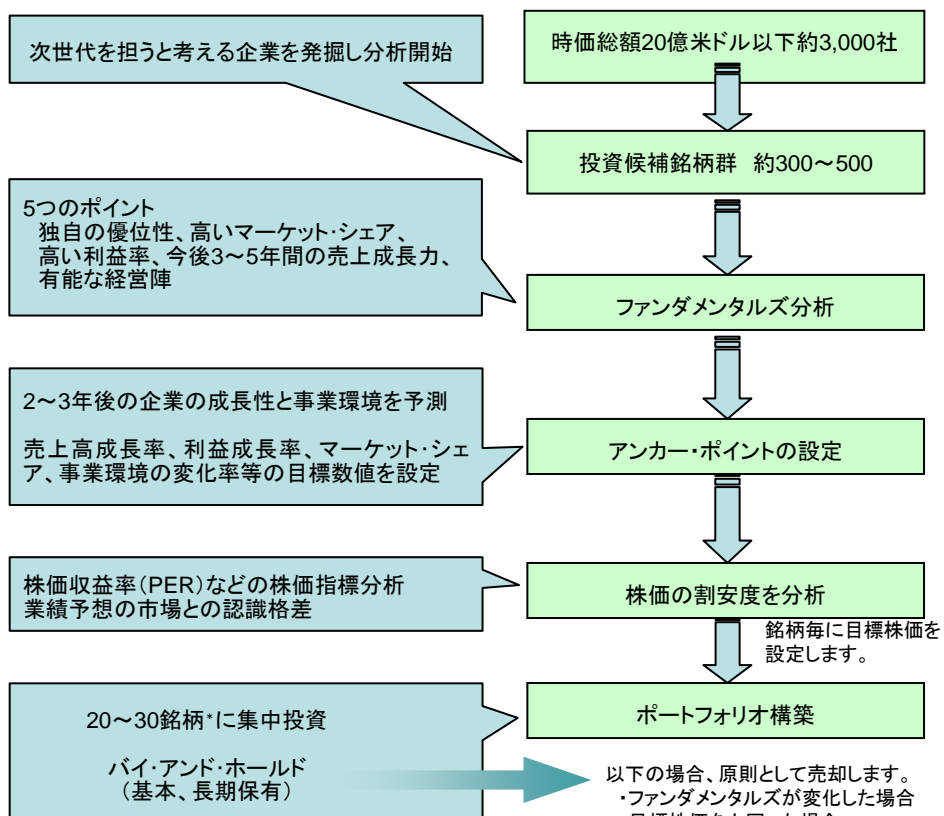 次世代を担うと考える企業を発掘し分析開始
時価総額20億米ドル以下約3,000社
投資候補銘柄群 約300～500
5つのポイント
独自の優位性、高いマーケット・シェア、
高い利益率、今後3～5年間の売上成長力、
有能な経営陣
ファンダメンタルズ分析
2～3年後の企業の成長性と事業環境を予測
売上高成長率、利益成長率、マーケット・シェ
ア、事業環境の変化率等の目標数値を設定
アンカー・ポイントの設定
株価収益率（PER）などの株価指標分析
業績予想の市場との認識格差
株価の割安度を分析
銘柄毎に目標株価を
設定します。
20～30銘柄*に集中投資
バイ・アンド・ホールド
（基本、長期保有）
ポートフォリオ構築
以下の場合、原則として売却します。
・ファンダメンタルズが変化した場合